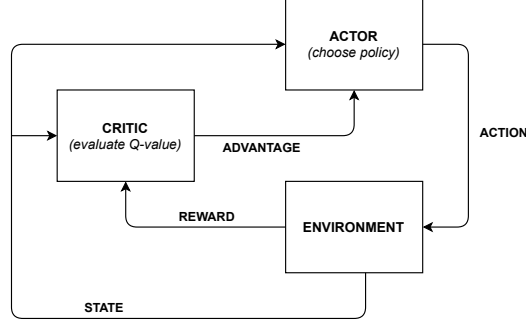 ACTOR
(choose policy)
CRITIC
(evaluate Q-value)
ADVANTAGE
ACTION
REWARD
ENVIRONMENT
STATE